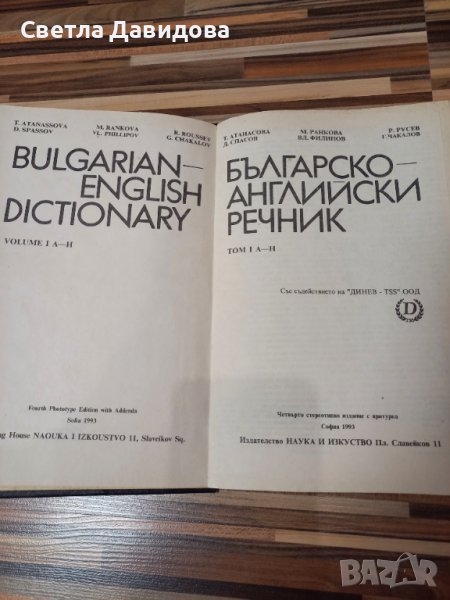 Светла Давидова
T. ATANASSOVA M. RANKOVA R. ROUSSEV
D. SPASSOV VL. PHILLIPOV G. CHAKALOV
BULGARIAN—
ENGLISH
DICTIONARY
VOLUME I A—H
Fourth Phototype Edition with Addenda
Sofia 1993
ng House NAOUKA I IZKOUSTVO 11, Slaveikov Sq.
Т. АТАНАСОВА М. РАНКОВА Р. РУСЕВ
Д. СПАСОВ ВЛ. ФИЛИПОВ Г. ЧАКАЛОВ
БЪЛГАРСКО—
АНГЛИЙСКИ
РЕЧНИК
ТОМ I А—Н
Със съдействието на "ДИНЕВ - TSS" ООД
D
Четвърто стереотипно издание с притурка
София 1993
Издателство НАУКА И ИЗКУСТВО Пл. Славейков 11
BAZAR